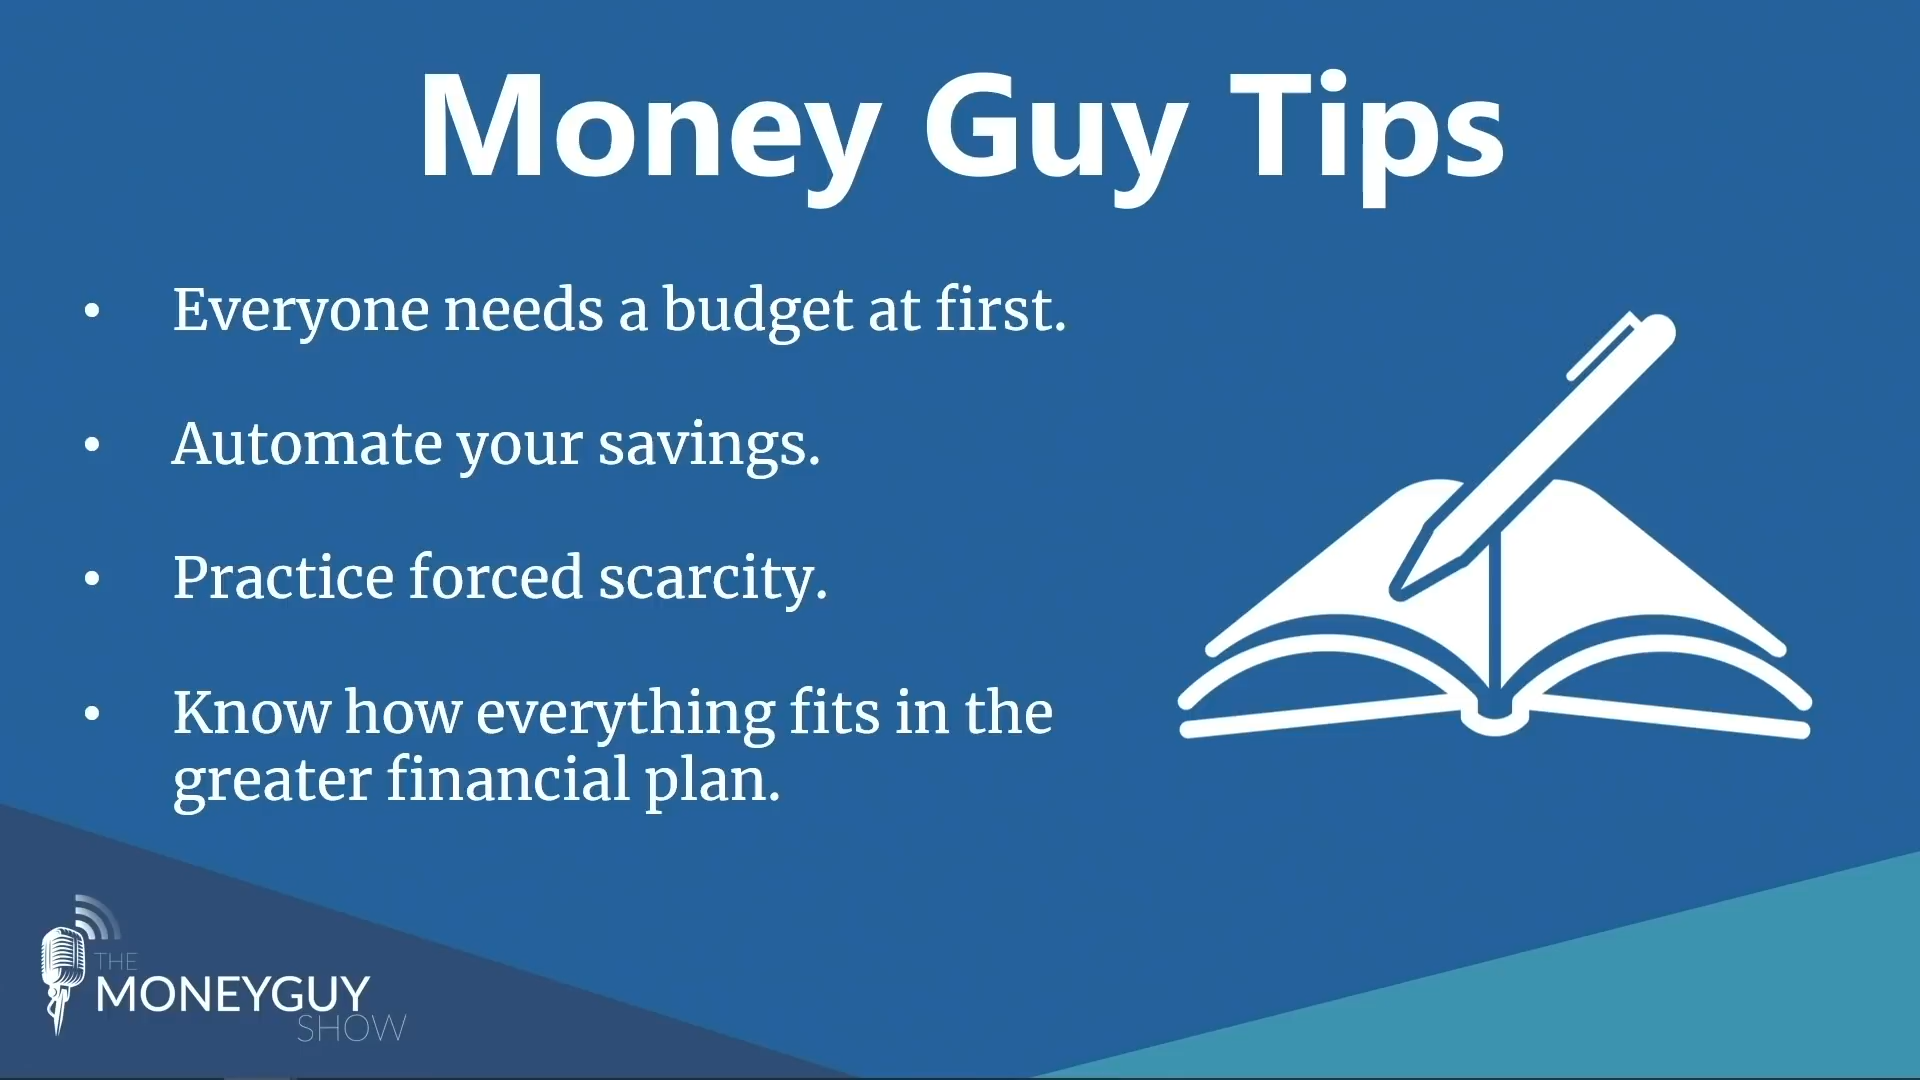 Money Guy Tips
• Everyone needs a budget at first.
• Automate your savings.
• Practice forced scarcity.
• Know how everything fits in the
greater financial plan.
THE
MONEYGUY
SHOW